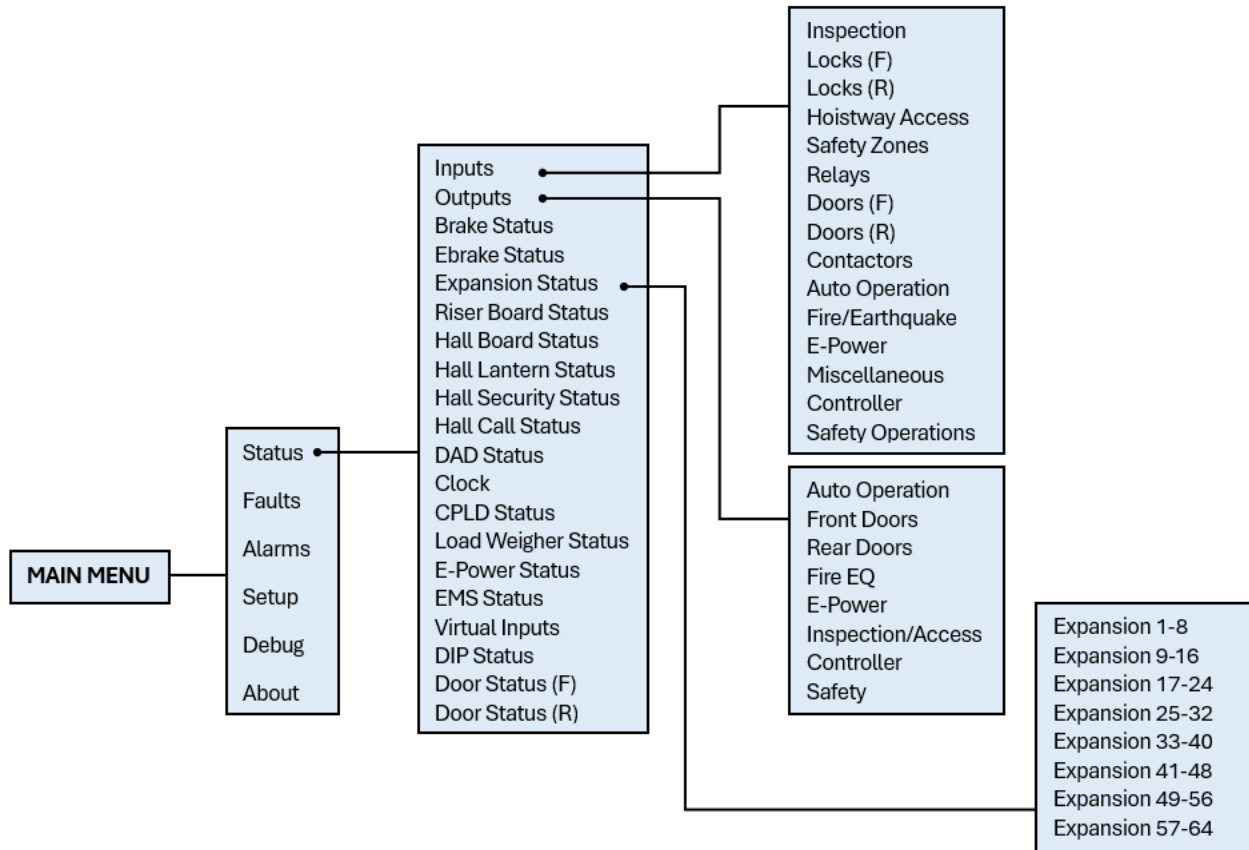 MAIN MENU
Status
Faults
Alarms
Setup
Debug
About
Inputs
Outputs
Brake Status
Ebrake Status
Expansion Status
Riser Board Status
Hall Board Status
Hall Lantern Status
Hall Security Status
Hall Call Status
DAD Status
Clock
CPLD Status
Load Weigher Status
E-Power Status
EMS Status
Virtual Inputs
DIP Status
Door Status (F)
Door Status (R)
Inspection
Locks (F)
Locks (R)
Hoistway Access
Safety Zones
Relays
Doors (F)
Doors (R)
Contactors
Auto Operation
Fire/Earthquake
E-Power
Miscellaneous
Controller
Safety Operations
Auto Operation
Front Doors
Rear Doors
Fire EQ
E-Power
Inspection/Access
Controller
Safety
Expansion 1-8
Expansion 9-16
Expansion 17-24
Expansion 25-32
Expansion 33-40
Expansion 41-48
Expansion 49-56
Expansion 57-64